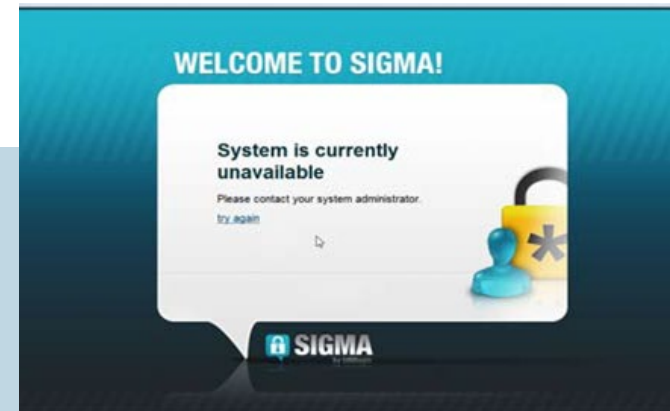 WELCOME TO SIGMA!
System is currently
unavailable
Please contact your system administrator.
try again
SIGMA